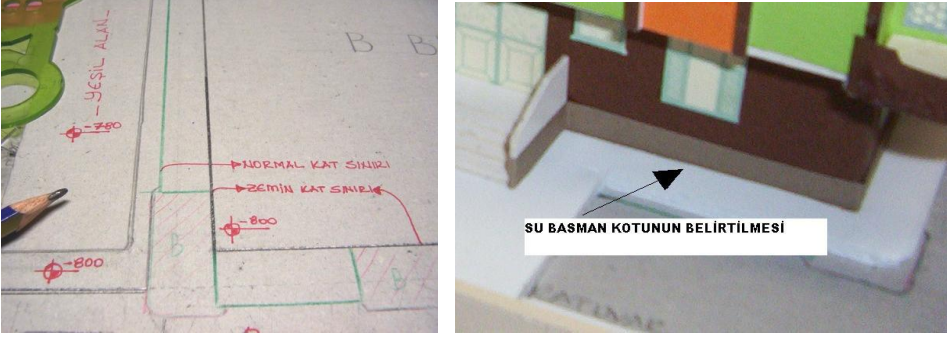 YEŞİL ALAN
B B
-780
NORMAL KAT SINIRI
ZEMİN KAT SINIRI
-800
B
B
-800
SU BASMAN KOTUNUN BELİRTİLMESİ